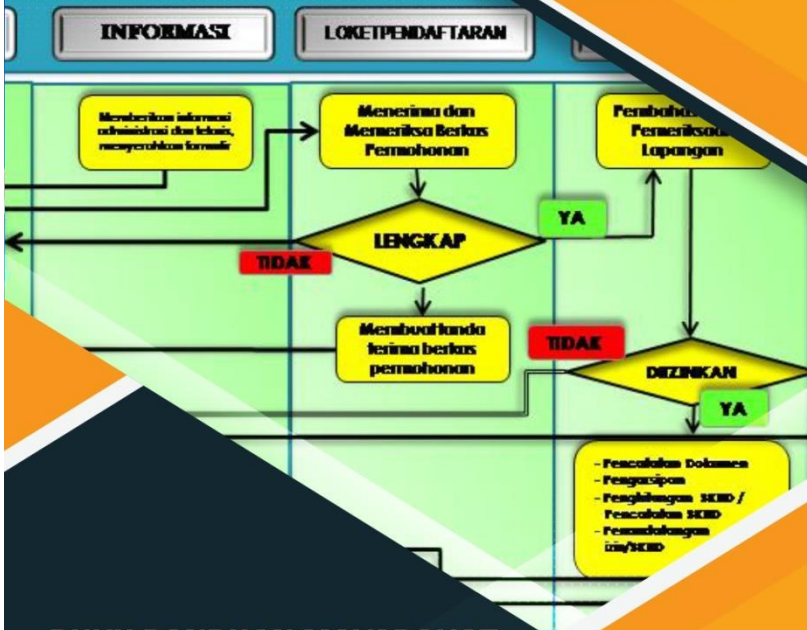 INFORMASI
LOKETPENDAFTARAN
Memberikan informasi
administrasi dan teknis,
menyerahkan formulir
Menerima dan
Memeriksa Berkas
Permohonan
Pemeriksaan
Lapangan
LENGKAP
YA
TIDAK
Membuat tanda
terima berkas
permohonan
TIDAK
DIIZINKAN
YA
- Pencatatan Dokumen
- Pengarsipan
- Penghitungan SKRD /
Pencatatan SKRD
- Penandatangan
izin/SKRD